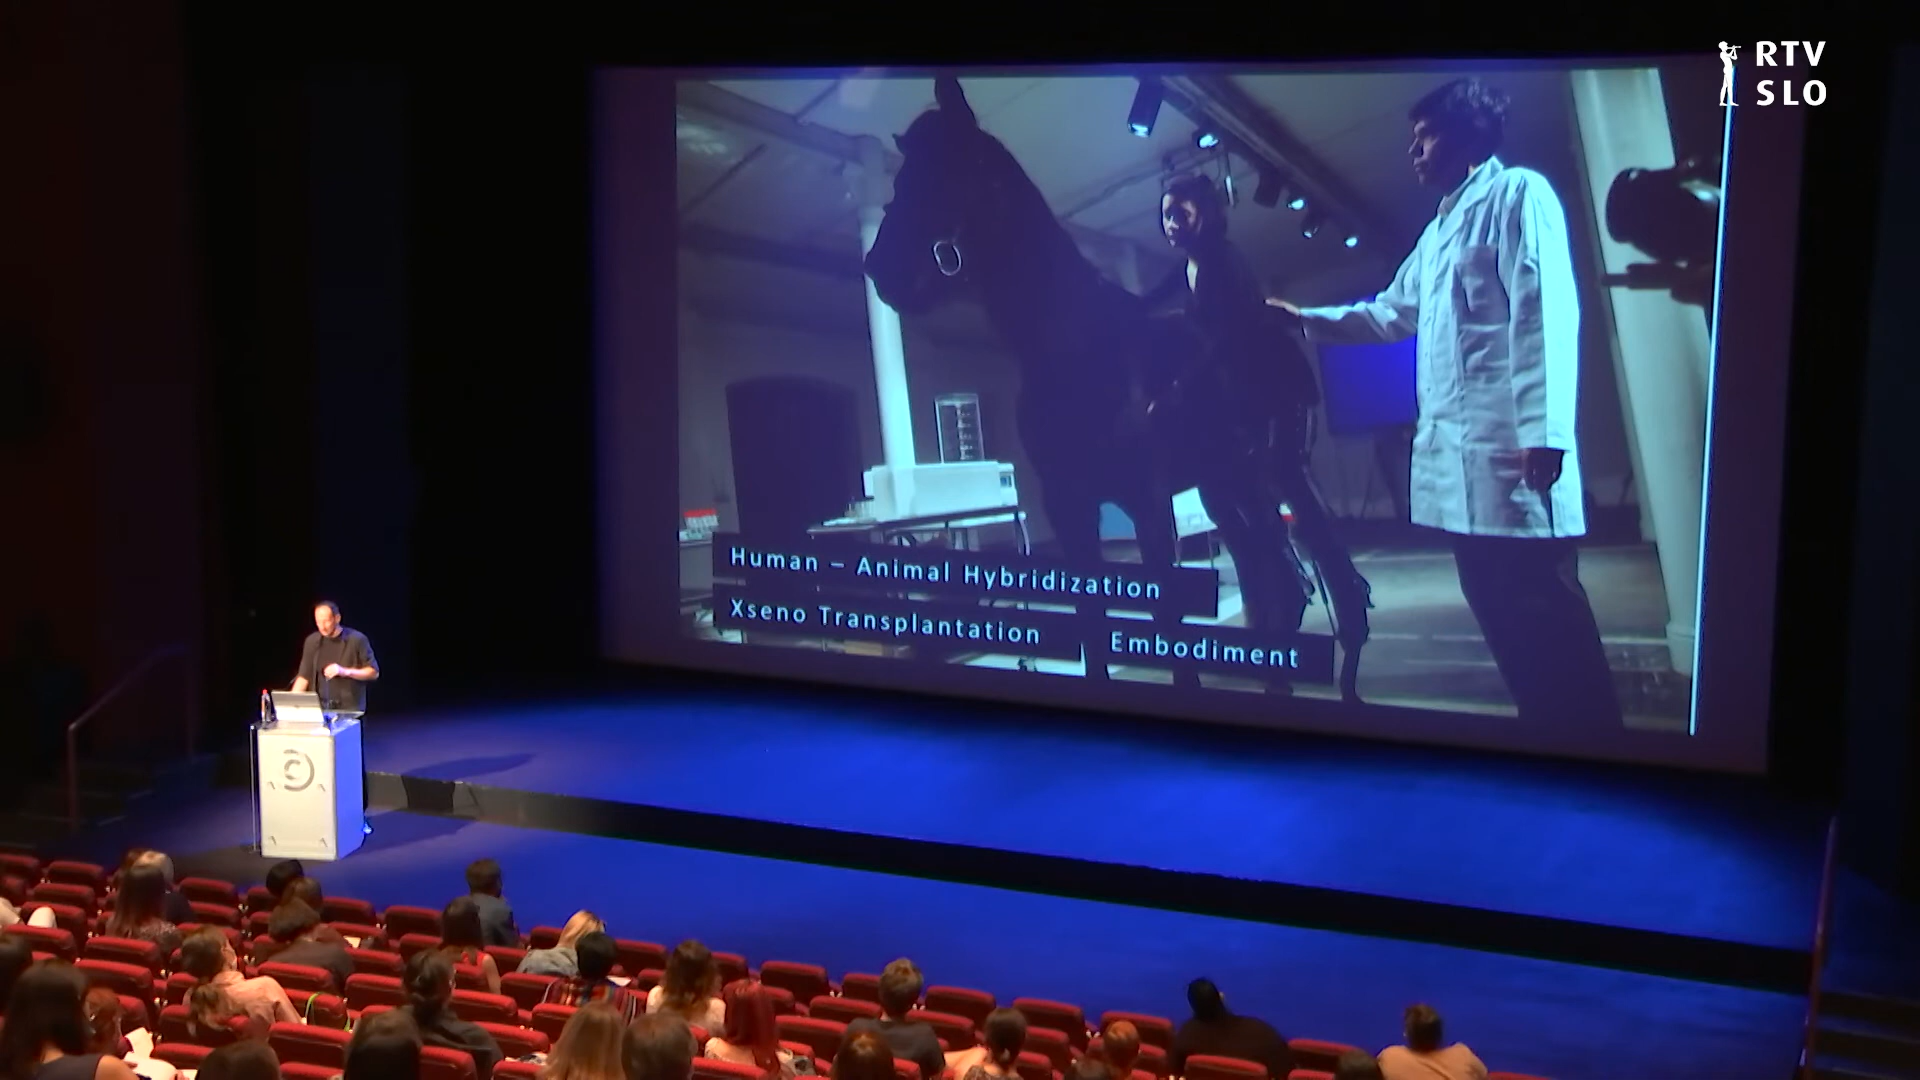 RTV
SLO
Human – Animal Hybridization
Xseno Transplantation
Embodiment